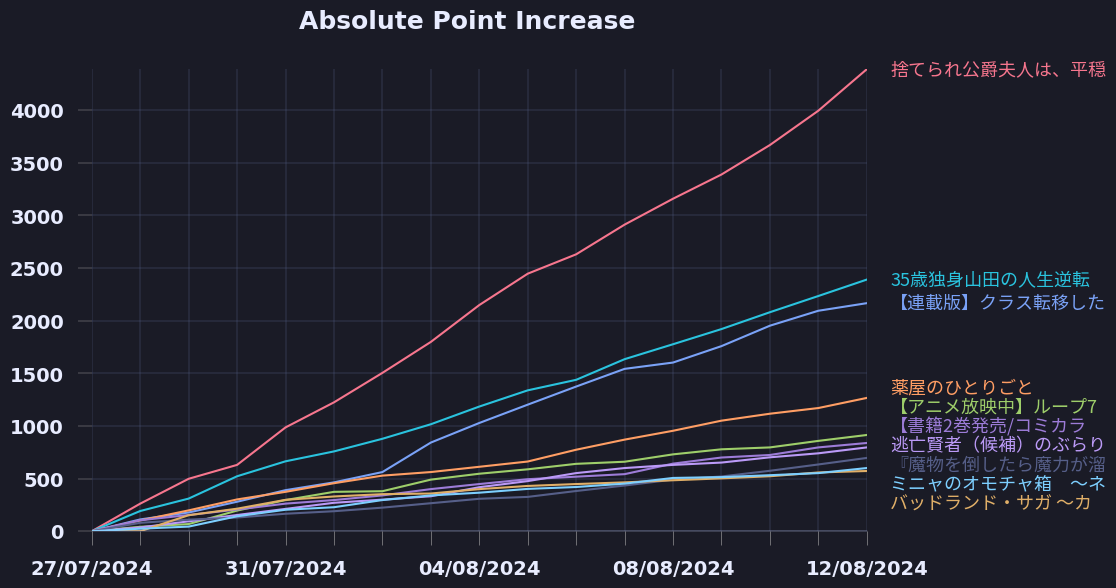 Absolute Point Increase
捨てられ公爵夫人は、平穏
4000
3500
3000
2500
35歳独身山田の人生逆転
【連載版】クラス転移した
2000
1500
薬屋のひとりごと
【アニメ放映中】ループ7
【書籍2巻発売/コミカラ
1000
逃亡賢者（候補）のぶらり
『魔物を倒したら魔力が溜
500
ミニャのオモチャ箱　〜ネ
バッドランド・サガ 〜カ
0
27/07/2024 31/07/2024 04/08/2024 08/08/2024 12/08/2024